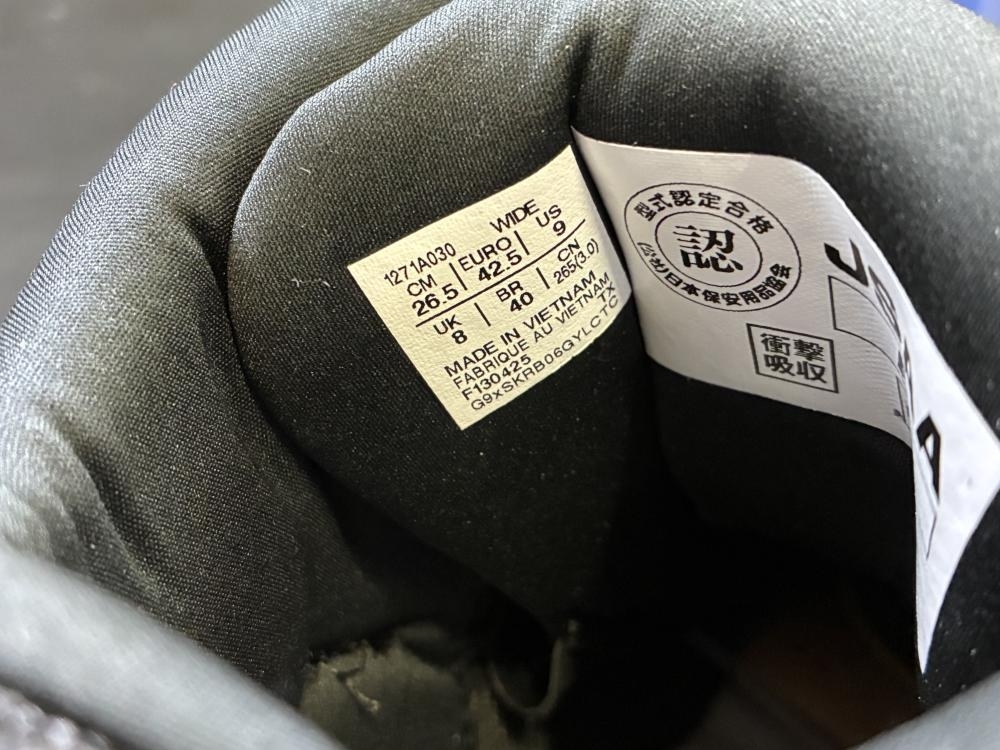 1271A030 WIDE
CM EURO US
26.5 42.5 9
UK BR CN
8 40 265(3.0)
MADE IN VIETNAM
FABRIQUE AU VIETNAM
F130425 TX
G9xSKRB06GYLCTC
型式認定合格
認
(公社)日本保安用品協会
衝撃
吸収
A